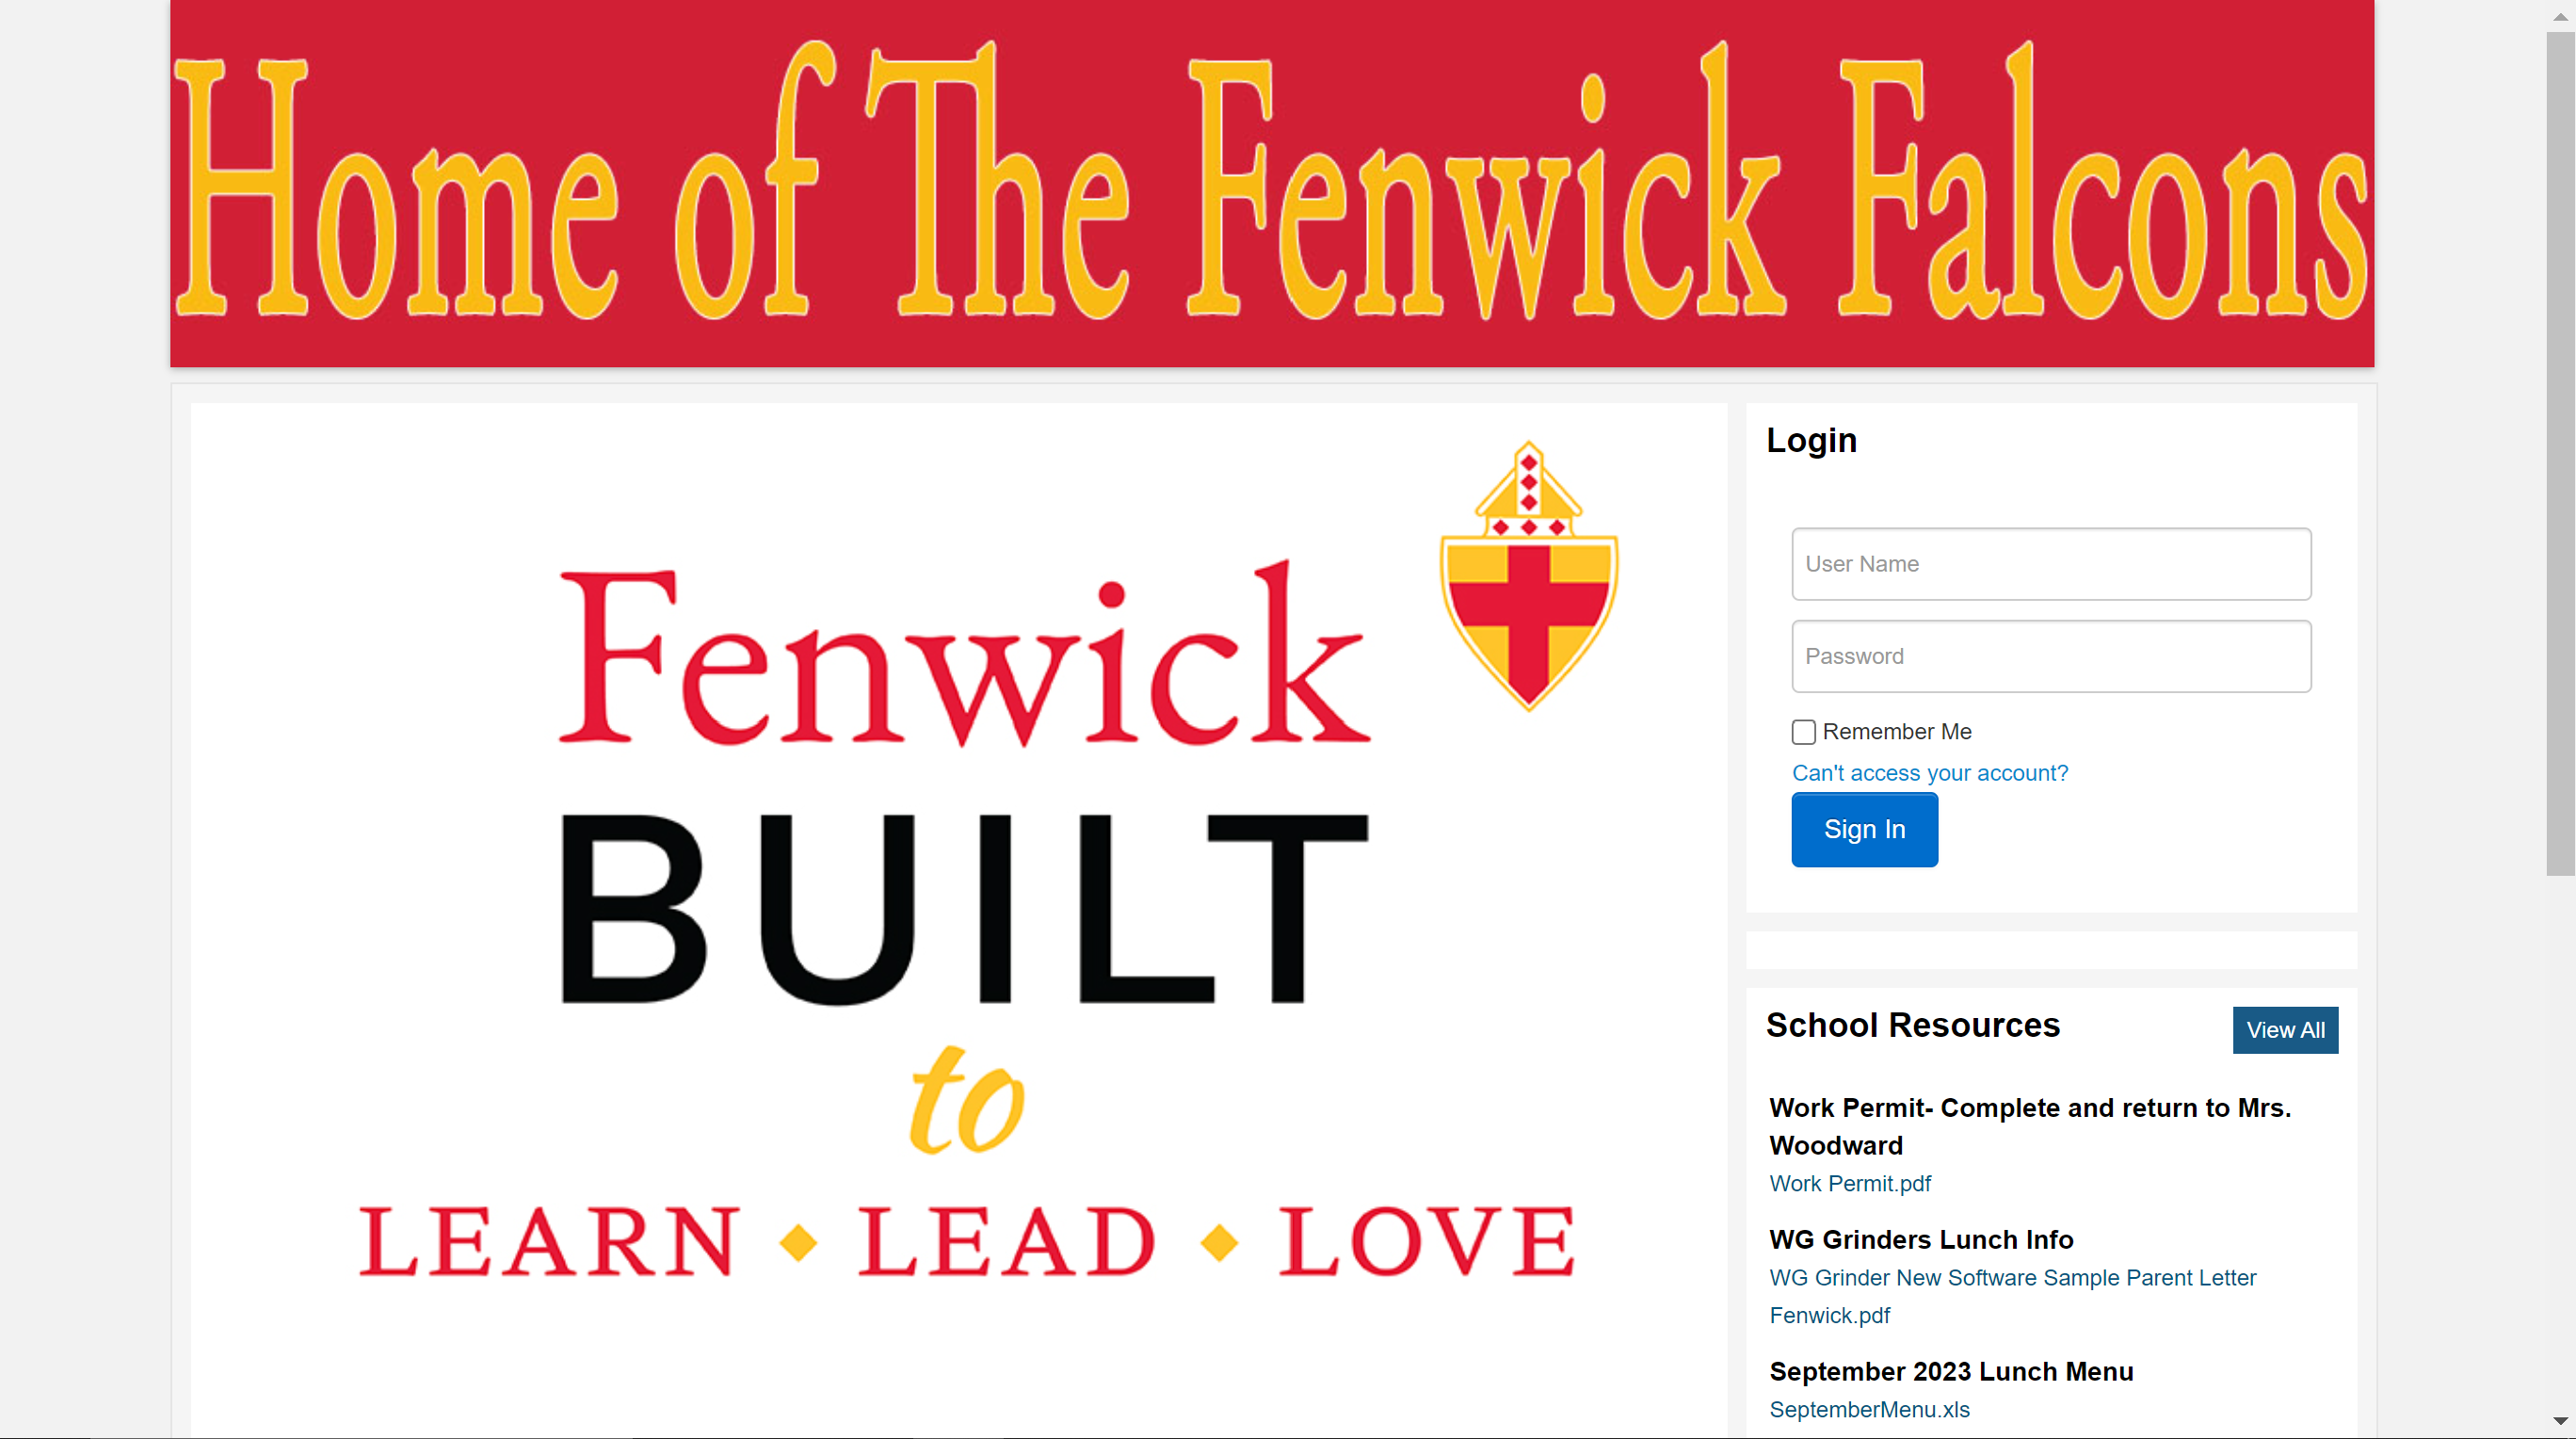 Home of The Fenwick Falcons
Fenwick
BUILT
to
LEARN ◆ LEAD ◆ LOVE
Login
User Name
Password
Remember Me
Can't access your account?
Sign In
School Resources
View All
Work Permit- Complete and return to Mrs.
Woodward
Work Permit.pdf
WG Grinders Lunch Info
WG Grinder New Software Sample Parent Letter
Fenwick.pdf
September 2023 Lunch Menu
SeptemberMenu.xls